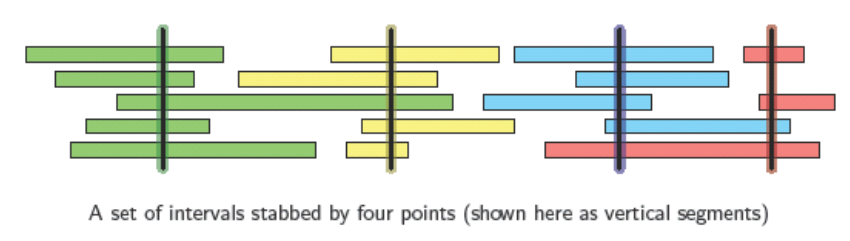 A set of intervals stabbed by four points (shown here as vertical segments)